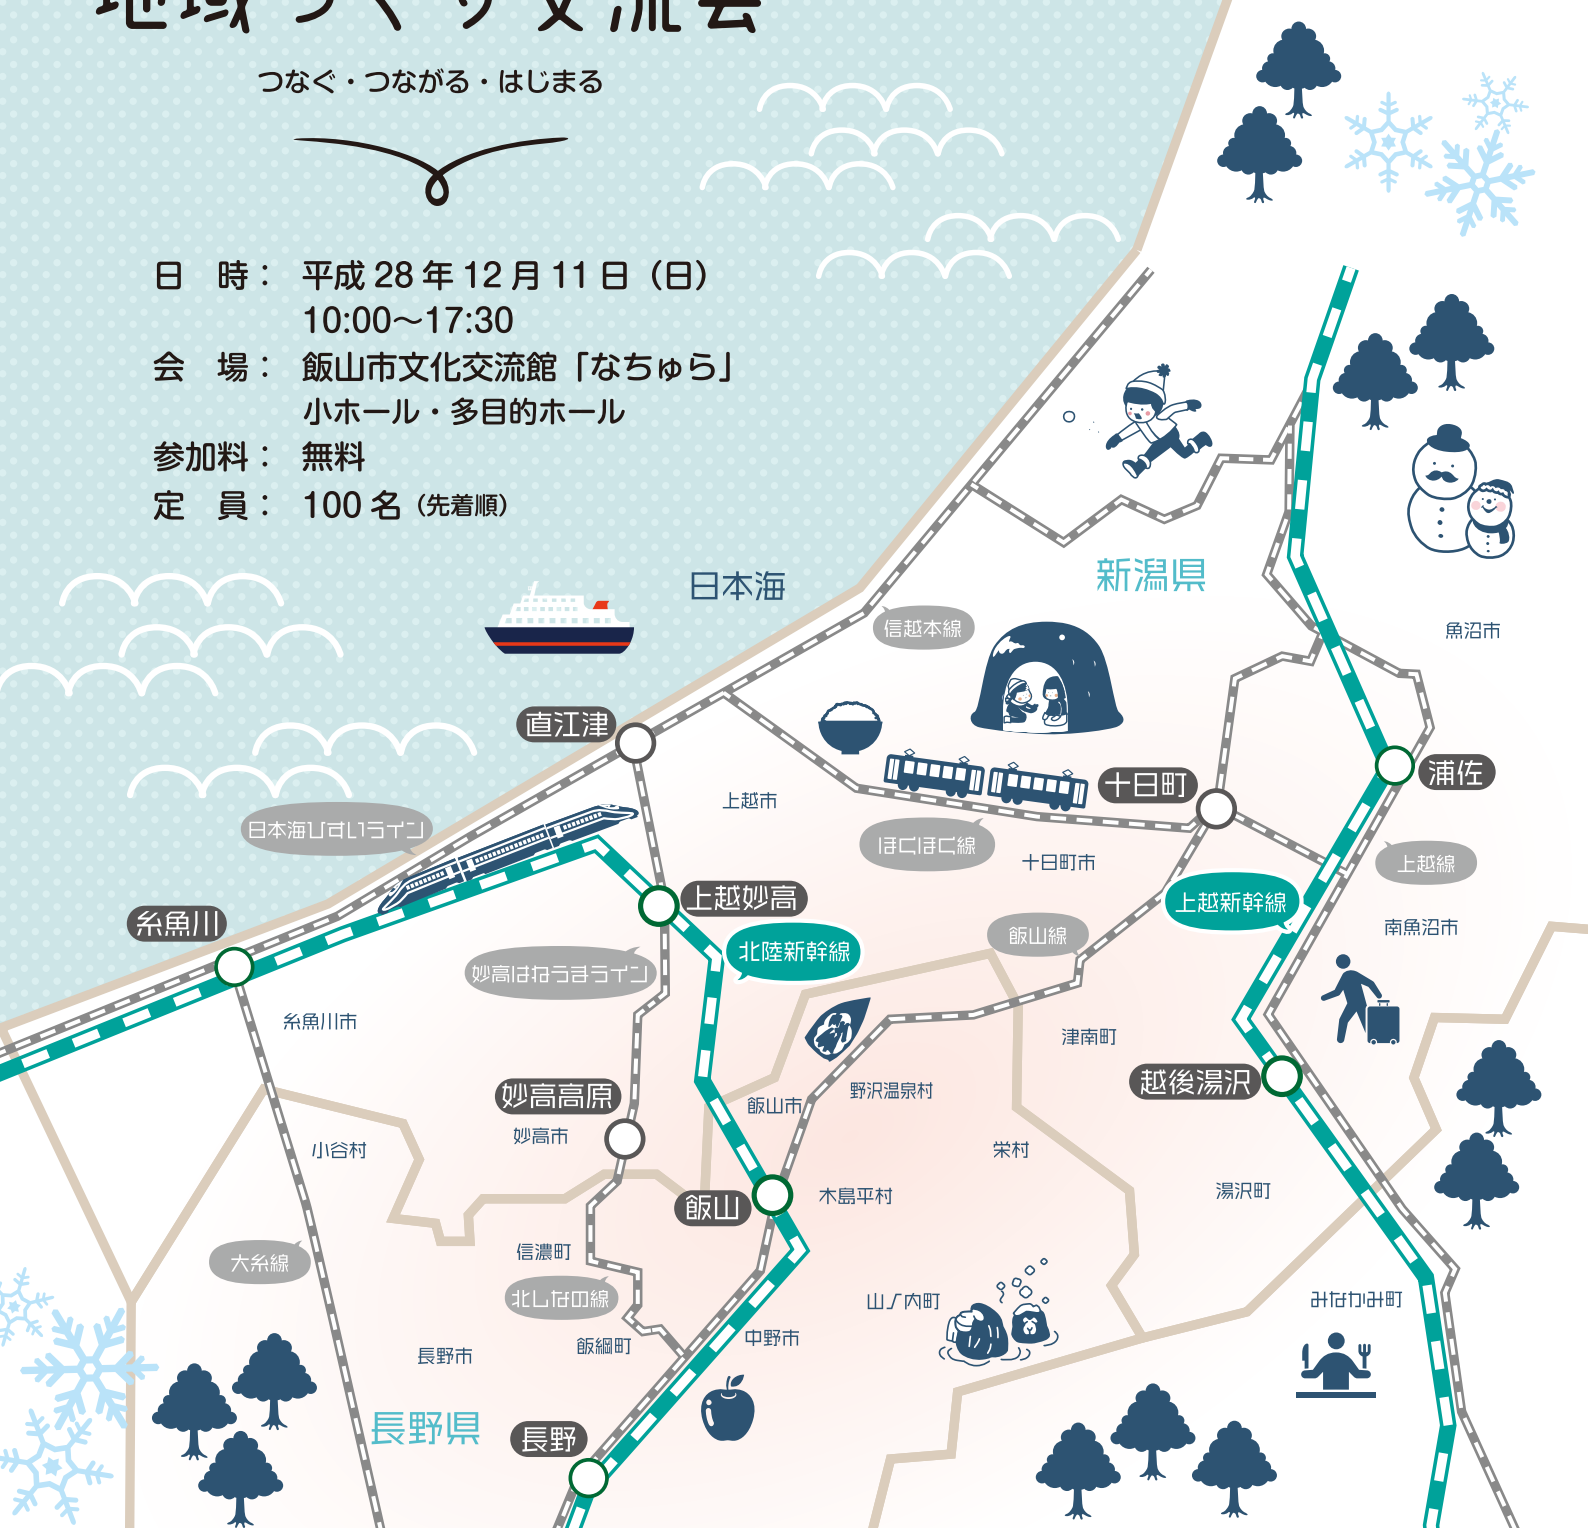 地域づくり交流会
つなぐ・つながる・はじまる
日　時： 平成 28 年 12 月 11 日（日）
10:00～17:30
会　場： 飯山市文化交流館「なちゅら」
小ホール・多目的ホール
参加料： 無料
定　員： 100 名（先着順）
日本海
新潟県
信越本線
魚沼市
直江津
浦佐
十日町
上越市
日本海ひすいライン
ほくほく線
十日町市
上越線
上越妙高
上越新幹線
糸魚川
南魚沼市
飯山線
北陸新幹線
妙高はねうまライン
糸魚川市
津南町
越後湯沢
妙高高原
野沢温泉村
飯山市
妙高市
小谷村
栄村
湯沢町
木島平村
飯山
信濃町
大糸線
北しなの線
山ノ内町
みなかみ町
中野市
飯綱町
長野市
長野県
長野